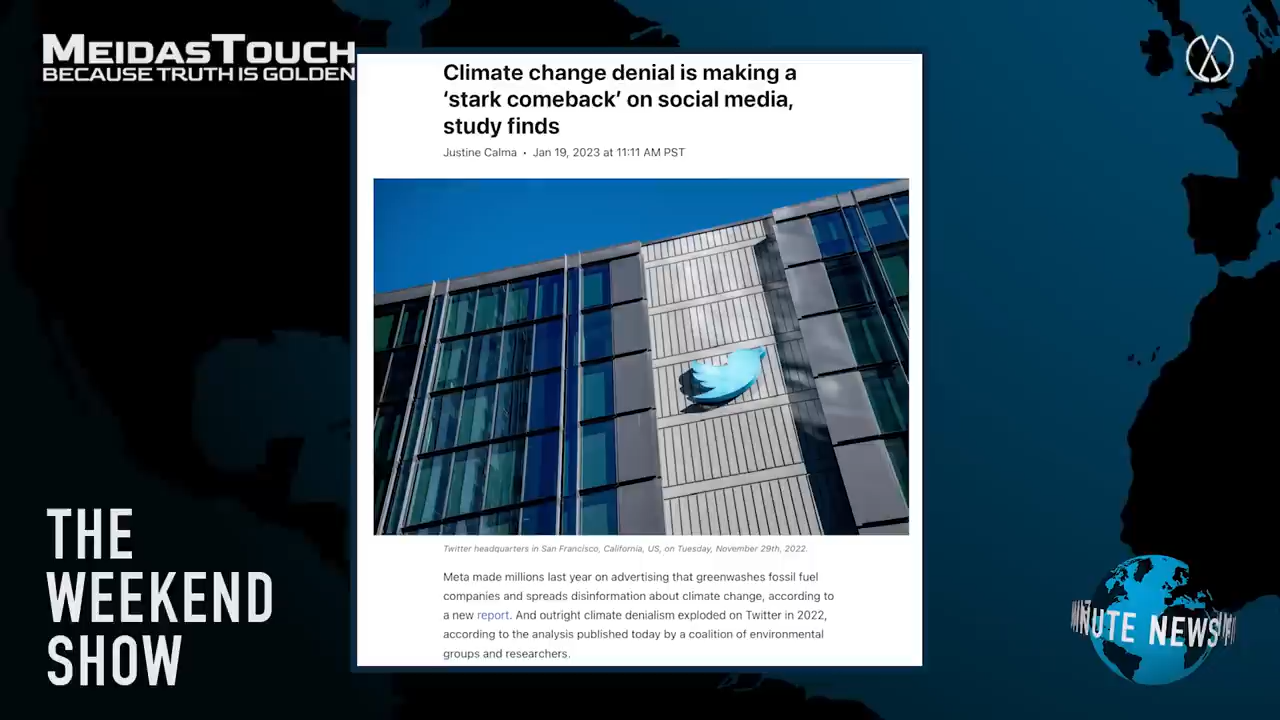 MEIDASTOUCH
BECAUSE TRUTH IS GOLDEN
Climate change denial is making a
‘stark comeback’ on social media,
study finds
Justine Calma • Jan 19, 2023 at 11:11 AM PST
Twitter headquarters in San Francisco, California, US, on Tuesday, November 29th, 2022.
Meta made millions last year on advertising that greenwashes fossil fuel
companies and spreads disinformation about climate change, according to
a new report. And outright climate denialism exploded on Twitter in 2022,
according to the analysis published today by a coalition of environmental
groups and researchers.
THE
WEEKEND
SHOW
NUTE NEWS